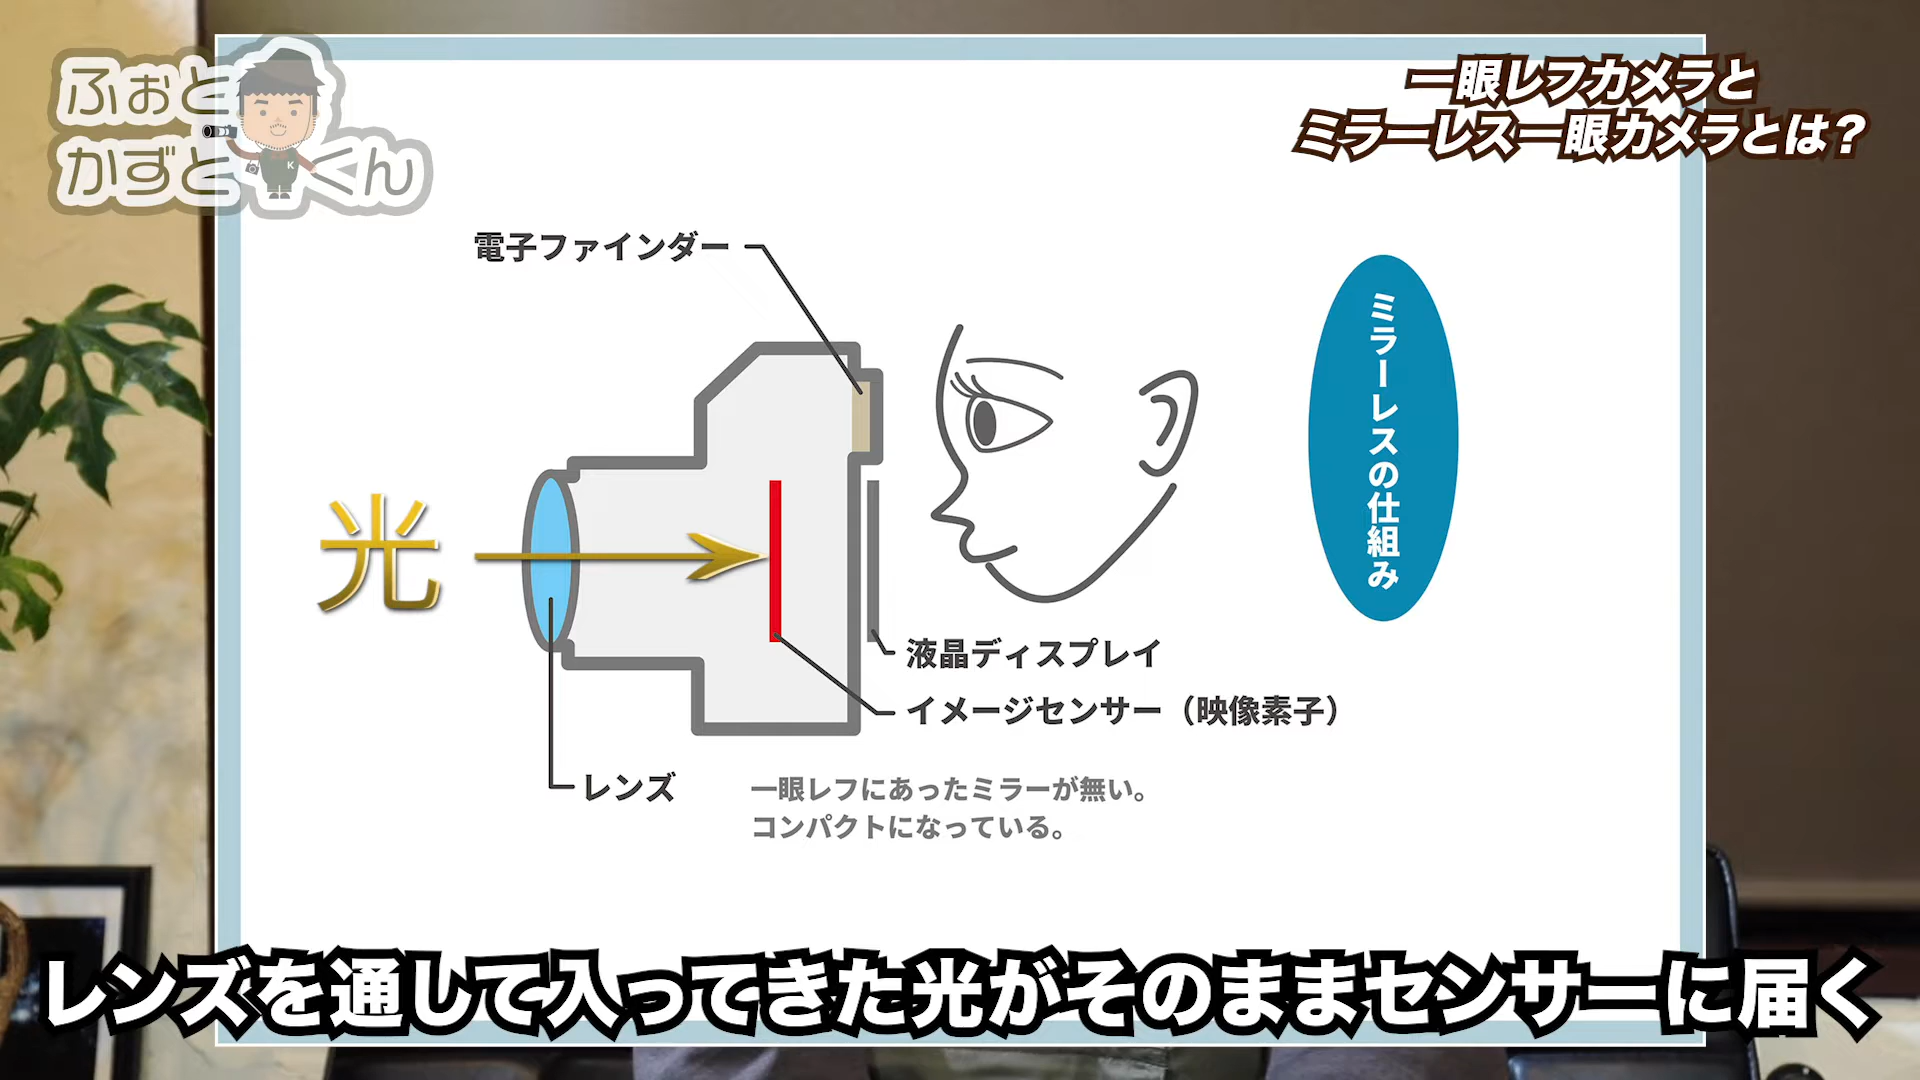 ふぉと
かずとくん
K
一眼レフカメラと
ミラーレス一眼カメラとは？
電子ファインダー
ミラーレスの仕組み
光
液晶ディスプレイ
イメージセンサー（映像素子）
レンズ
一眼レフにあったミラーが無い。
コンパクトになっている。
レンズを通して入ってきた光がそのままセンサーに届く